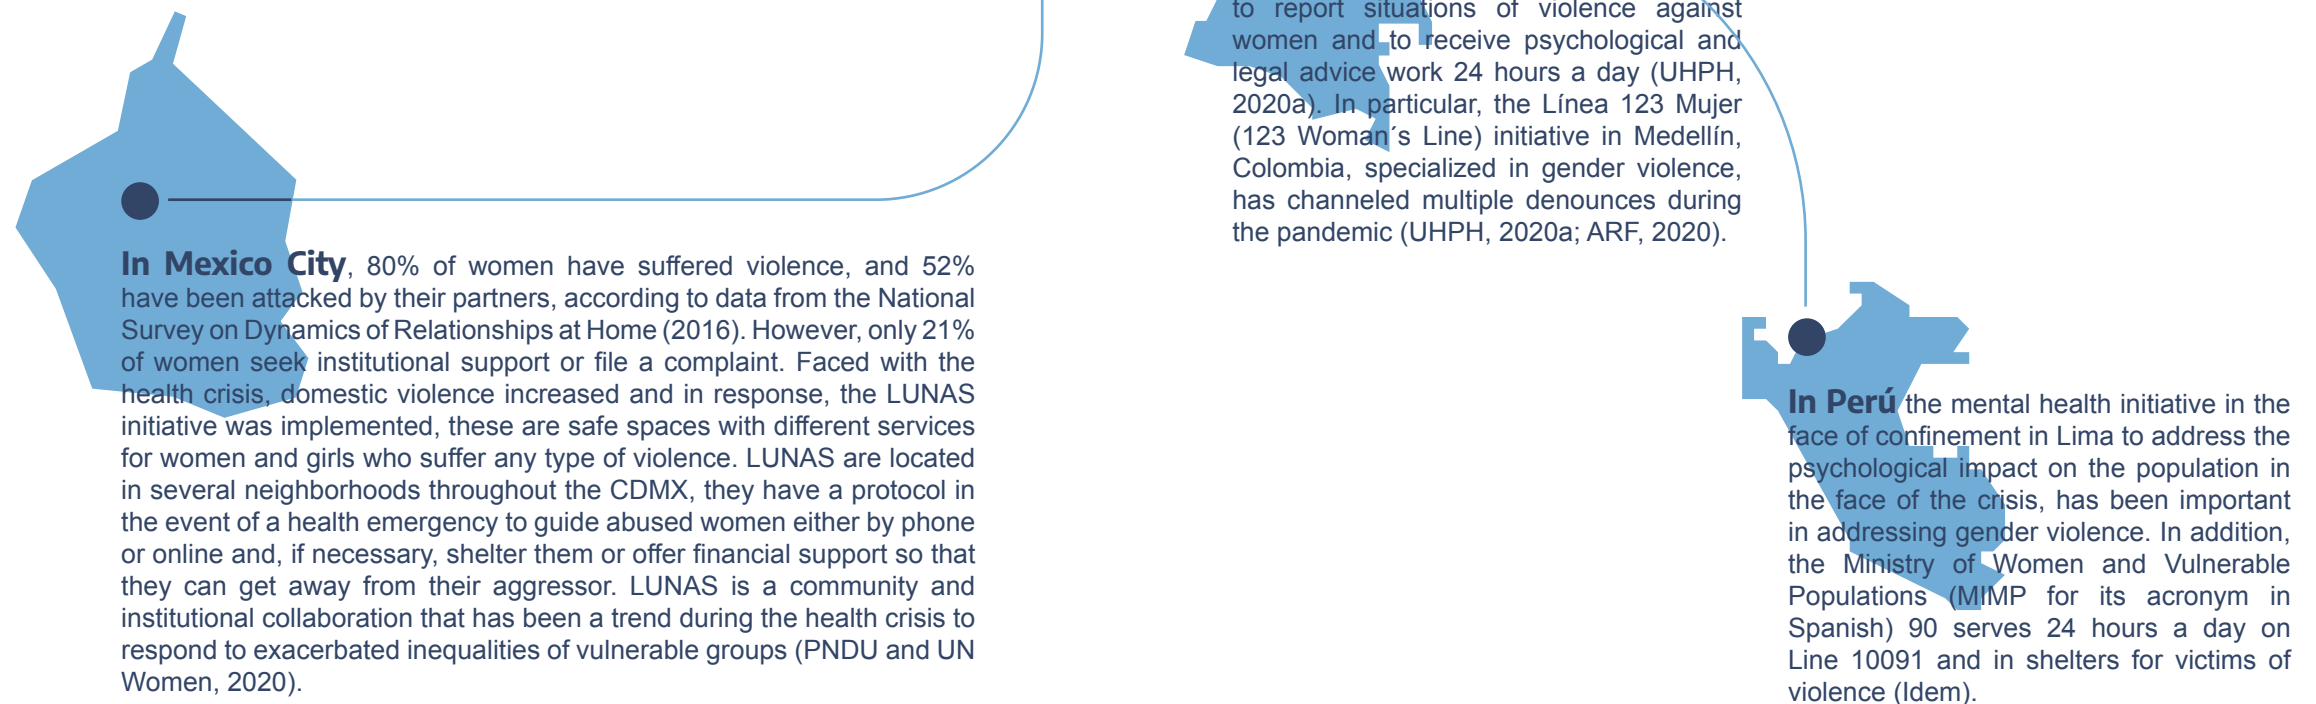 In Mexico City, 80% of women have suffered violence, and 52%
have been attacked by their partners, according to data from the National
Survey on Dynamics of Relationships at Home (2016). However, only 21%
of women seek institutional support or file a complaint. Faced with the
health crisis, domestic violence increased and in response, the LUNAS
initiative was implemented, these are safe spaces with different services
for women and girls who suffer any type of violence. LUNAS are located
in several neighborhoods throughout the CDMX, they have a protocol in
the event of a health emergency to guide abused women either by phone
or online and, if necessary, shelter them or offer financial support so that
they can get away from their aggressor. LUNAS is a community and
institutional collaboration that has been a trend during the health crisis to
respond to exacerbated inequalities of vulnerable groups (PNDU and UN
Women, 2020).
to report situations of violence against
women and to receive psychological and
legal advice work 24 hours a day (UHPH,
2020a). In particular, the Línea 123 Mujer
(123 Woman´s Line) initiative in Medellín,
Colombia, specialized in gender violence,
has channeled multiple denounces during
the pandemic (UHPH, 2020a; ARF, 2020).
In Perú the mental health initiative in the
face of confinement in Lima to address the
psychological impact on the population in
the face of the crisis, has been important
in addressing gender violence. In addition,
the Ministry of Women and Vulnerable
Populations (MIMP for its acronym in
Spanish) 90 serves 24 hours a day on
Line 10091 and in shelters for victims of
violence (Idem).